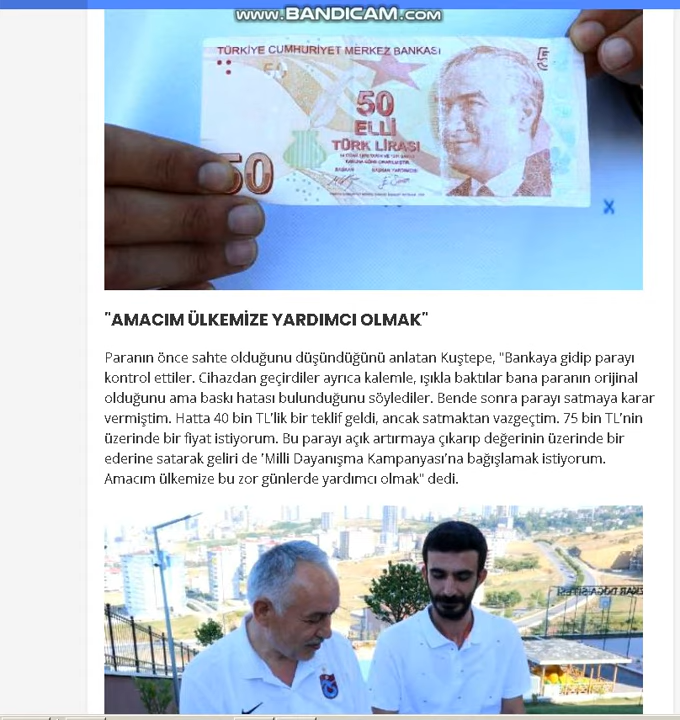 www.BANDICAM.com
TÜRKİYE CUMHURİYET MERKEZ BANKASI
50
ELLİ
TÜRK LİRASI
BAŞKAN BAŞKAN YARDIMCISI
50
"AMACIM ÜLKEMİZE YARDIMCI OLMAK"
Paranın önce sahte olduğunu düşündüğünü anlatan Kuştepe, "Bankaya gidip parayı
kontrol ettiler. Cihazdan geçirdiler ayrıca kalemle, ışıkla baktılar bana paranın orijinal
olduğunu ama baskı hatası bulunduğunu söylediler. Bende sonra parayı satmaya karar
vermiştim. Hatta 40 bin TL'lik bir teklif geldi, ancak satmaktan vazgeçtim. 75 bin TL'nin
üzerinde bir fiyat istiyorum. Bu parayı açık artırmaya çıkarıp değerinin üzerinde bir
ederine satarak geliri de 'Milli Dayanışma Kampanyası'na bağışlamak istiyorum.
Amacım ülkemize bu zor günlerde yardımcı olmak" dedi.